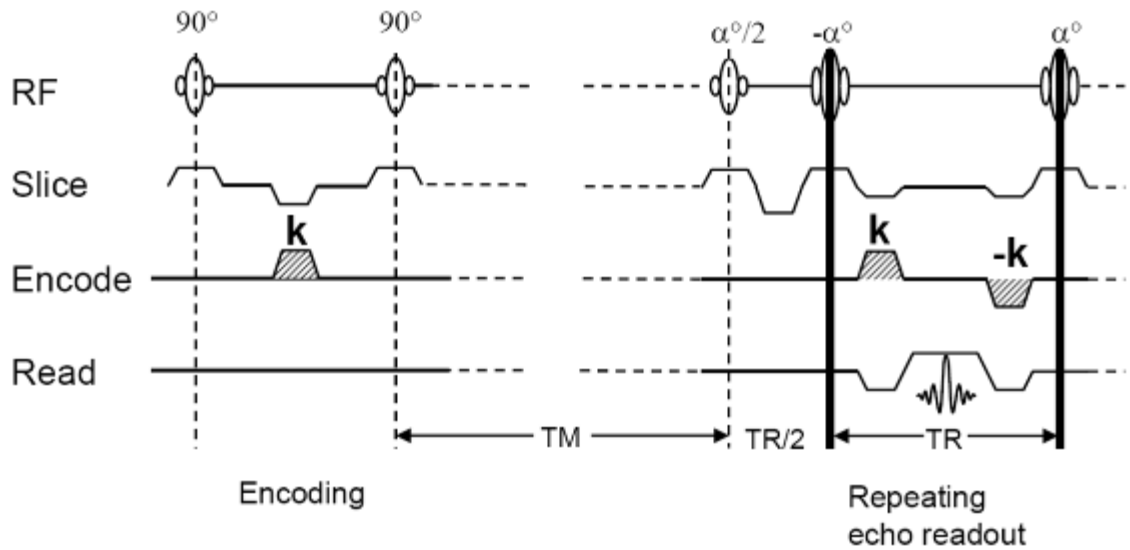 90° 90° α°/2 -α° α°
RF
Slice
k k -k
Encode
Read
TM TR/2 TR
Encoding Repeating
echo readout